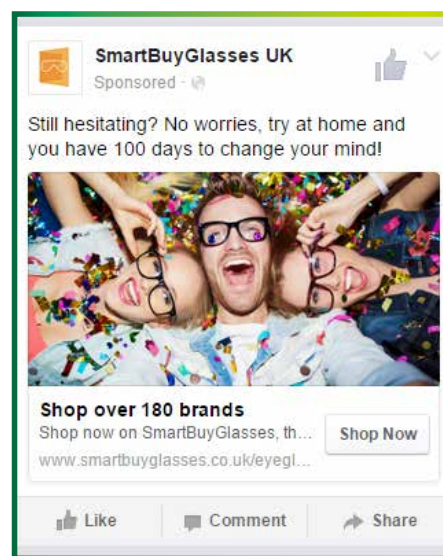 SmartBuyGlasses UK
Sponsored ·
Still hesitating? No worries, try at home and
you have 100 days to change your mind!
Shop over 180 brands
Shop now on SmartBuyGlasses, th...
Shop Now
www.smartbuyglasses.co.uk/eyegl...
Like
Comment
Share